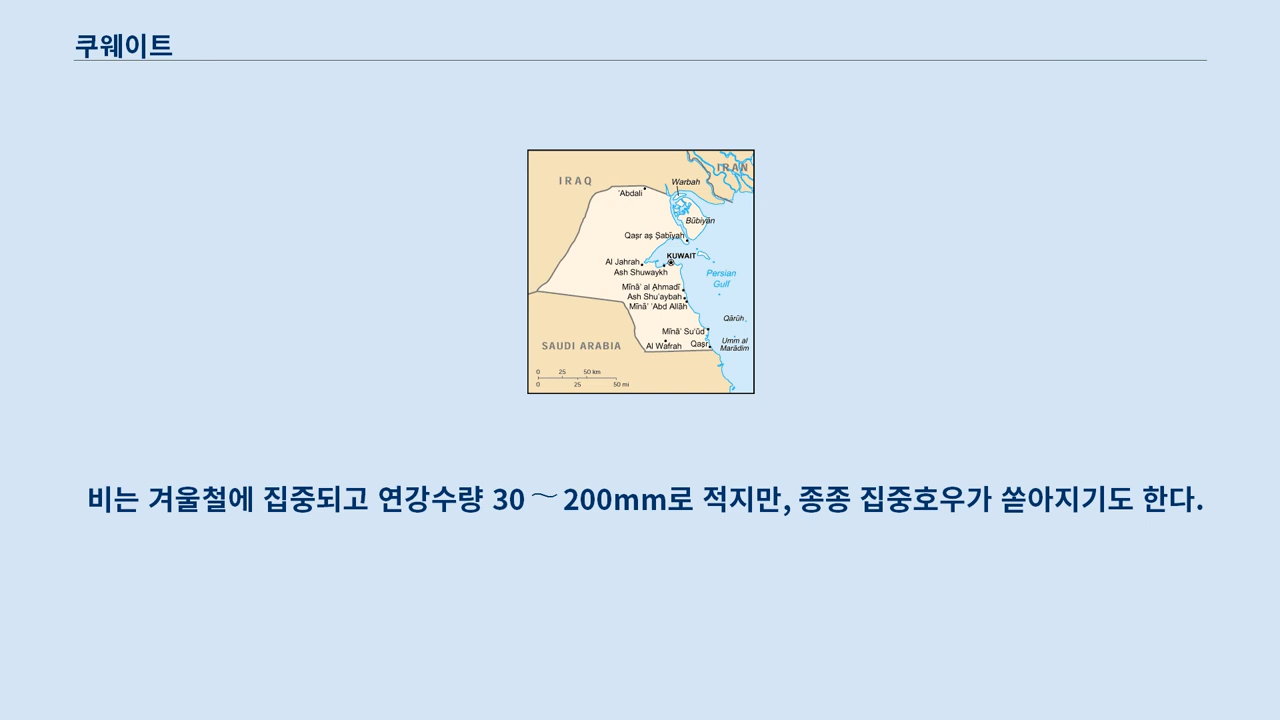 쿠웨이트
IRAQ
IRAN
Warbah
'Abdali
Būbiyān
Qaşr aş Şabīyah
KUWAIT
Al Jahrah
Ash Shuwaykh
Persian
Gulf
Mīnā' al Aḩmadī
Ash Shu'aybah
Mīnā' 'Abd Allāh
Qārūh
Mīnā' Su'ūd
Umm al
Marādim
SAUDI ARABIA
Al Wafrah
Qaşr
0 25 50 km
0 25 50 mi
비는 겨울철에 집중되고 연강수량 30～200mm로 적지만, 종종 집중호우가 쏟아지기도 한다.